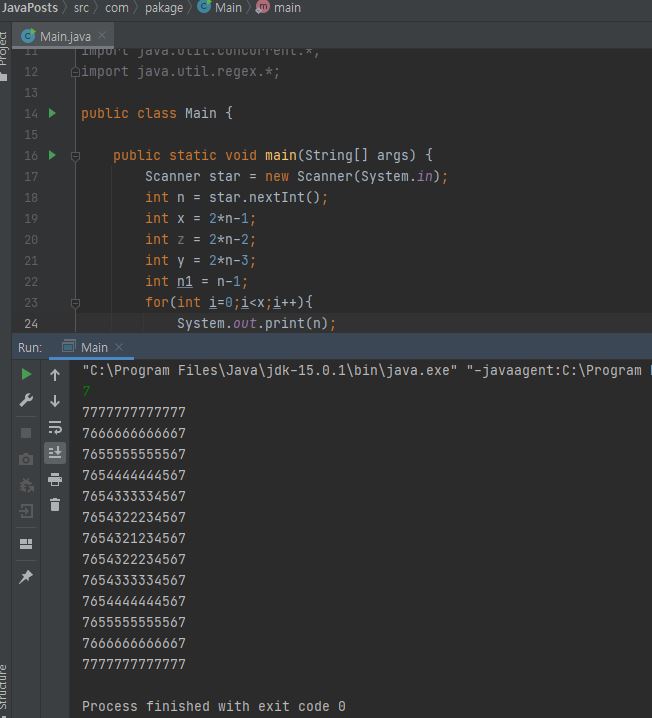 JavaPosts > src > com > pakage > Main > main
Project
Main.java
11 import java.util.concurrent.*;
12 import java.util.regex.*;
13
14 public class Main {
15
16 public static void main(String[] args) {
17 Scanner star = new Scanner(System.in);
18 int n = star.nextInt();
19 int x = 2*n-1;
20 int z = 2*n-2;
21 int y = 2*n-3;
22 int n1 = n-1;
23 for(int i=0;i<x;i++){
24 System.out.print(n);
Run: Main
"C:\Program Files\Java\jdk-15.0.1\bin\java.exe" "-javaagent:C:\Program
7
7777777777777
7666666666667
7655555555567
7654444444567
7654333334567
7654322234567
7654321234567
7654322234567
7654333334567
7654444444567
7655555555567
7666666666667
7777777777777
Process finished with exit code 0
Structure